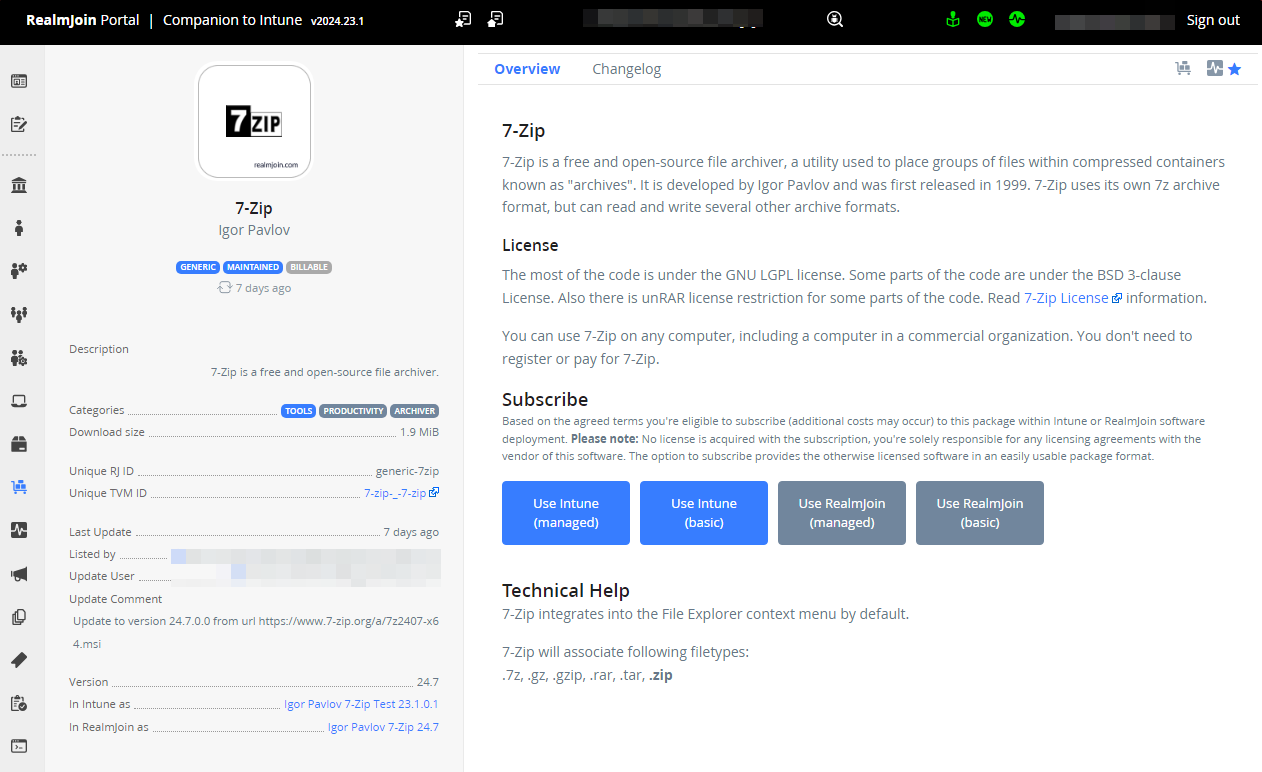 RealmJoin Portal | Companion to Intune v2024.23.1
NEW
Sign out
7 ZIP
realmjoin.com
7-Zip
Igor Pavlov
GENERIC MAINTAINED BILLABLE
7 days ago
Description
7-Zip is a free and open-source file archiver.
Categories TOOLS PRODUCTIVITY ARCHIVER
Download size 1.9 MiB
Unique RJ ID generic-7zip
Unique TVM ID 7-zip-_-7-zip
Last Update 7 days ago
Listed by
Update User
Update Comment
Update to version 24.7.0.0 from url https://www.7-zip.org/a/7z2407-x6
4.msi
Version 24.7
In Intune as Igor Pavlov 7-Zip Test 23.1.0.1
In RealmJoin as Igor Pavlov 7-Zip 24.7
Overview Changelog
7-Zip
7-Zip is a free and open-source file archiver, a utility used to place groups of files within compressed containers
known as "archives". It is developed by Igor Pavlov and was first released in 1999. 7-Zip uses its own 7z archive
format, but can read and write several other archive formats.
License
The most of the code is under the GNU LGPL license. Some parts of the code are under the BSD 3-clause
License. Also there is unRAR license restriction for some parts of the code. Read 7-Zip License information.
You can use 7-Zip on any computer, including a computer in a commercial organization. You don't need to
register or pay for 7-Zip.
Subscribe
Based on the agreed terms you're eligible to subscribe (additional costs may occur) to this package within Intune or RealmJoin software
deployment. Please note: No license is acquired with the subscription, you're solely responsible for any licensing agreements with the
vendor of this software. The option to subscribe provides the otherwise licensed software in an easily usable package format.
Use Intune
(managed)
Use Intune
(basic)
Use RealmJoin
(managed)
Use RealmJoin
(basic)
Technical Help
7-Zip integrates into the File Explorer context menu by default.
7-Zip will associate following filetypes:
.7z, .gz, .gzip, .rar, .tar, .zip